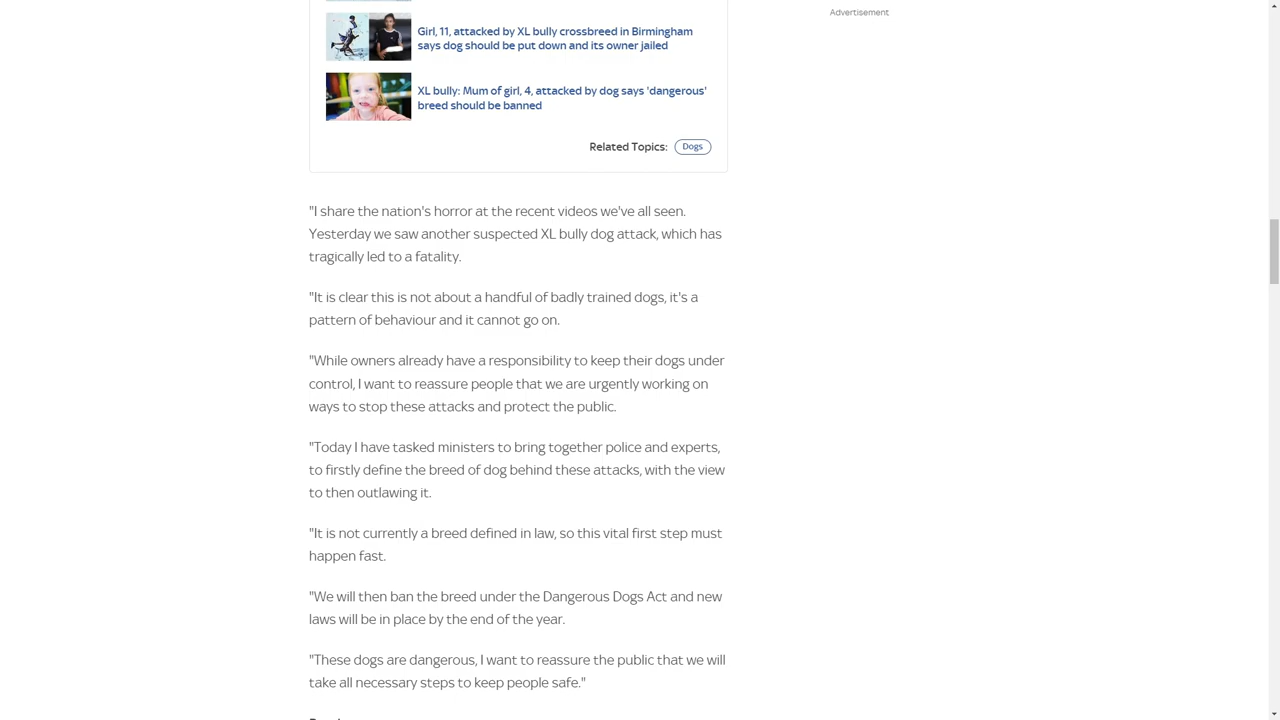 Advertisement
Girl, 11, attacked by XL bully crossbreed in Birmingham
says dog should be put down and its owner jailed
XL bully: Mum of girl, 4, attacked by dog says 'dangerous'
breed should be banned
Related Topics: Dogs
"I share the nation's horror at the recent videos we've all seen.
Yesterday we saw another suspected XL bully dog attack, which has
tragically led to a fatality.
"It is clear this is not about a handful of badly trained dogs, it's a
pattern of behaviour and it cannot go on.
"While owners already have a responsibility to keep their dogs under
control, I want to reassure people that we are urgently working on
ways to stop these attacks and protect the public.
"Today I have tasked ministers to bring together police and experts,
to firstly define the breed of dog behind these attacks, with the view
to then outlawing it.
"It is not currently a breed defined in law, so this vital first step must
happen fast.
"We will then ban the breed under the Dangerous Dogs Act and new
laws will be in place by the end of the year.
"These dogs are dangerous, I want to reassure the public that we will
take all necessary steps to keep people safe."